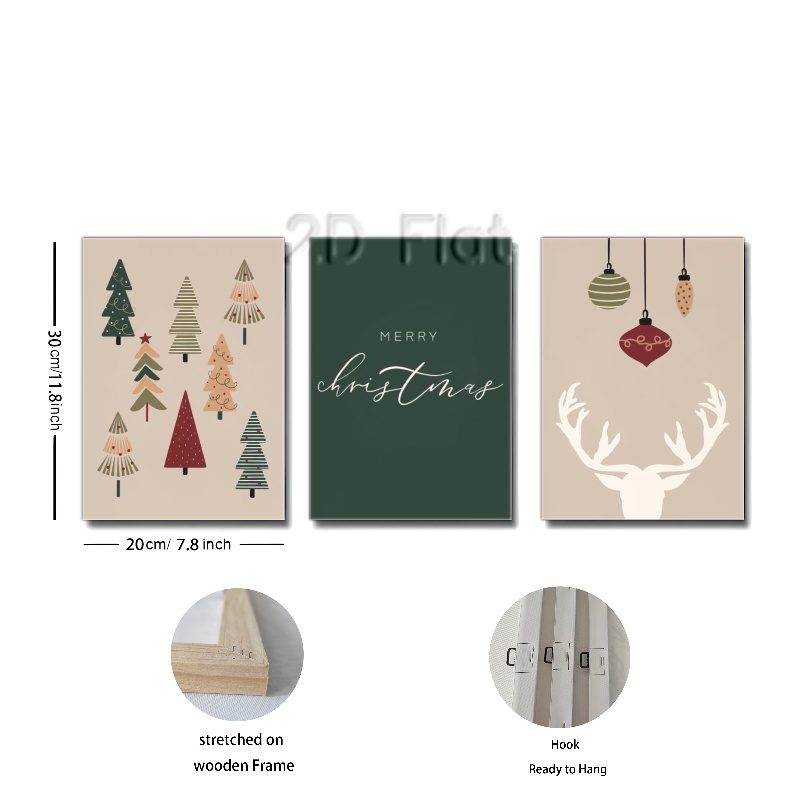 2D Flat
MERRY
christmas
30cm/11.8inch
20cm/ 7.8 inch
stretched on
wooden Frame
Hook
Ready to Hang